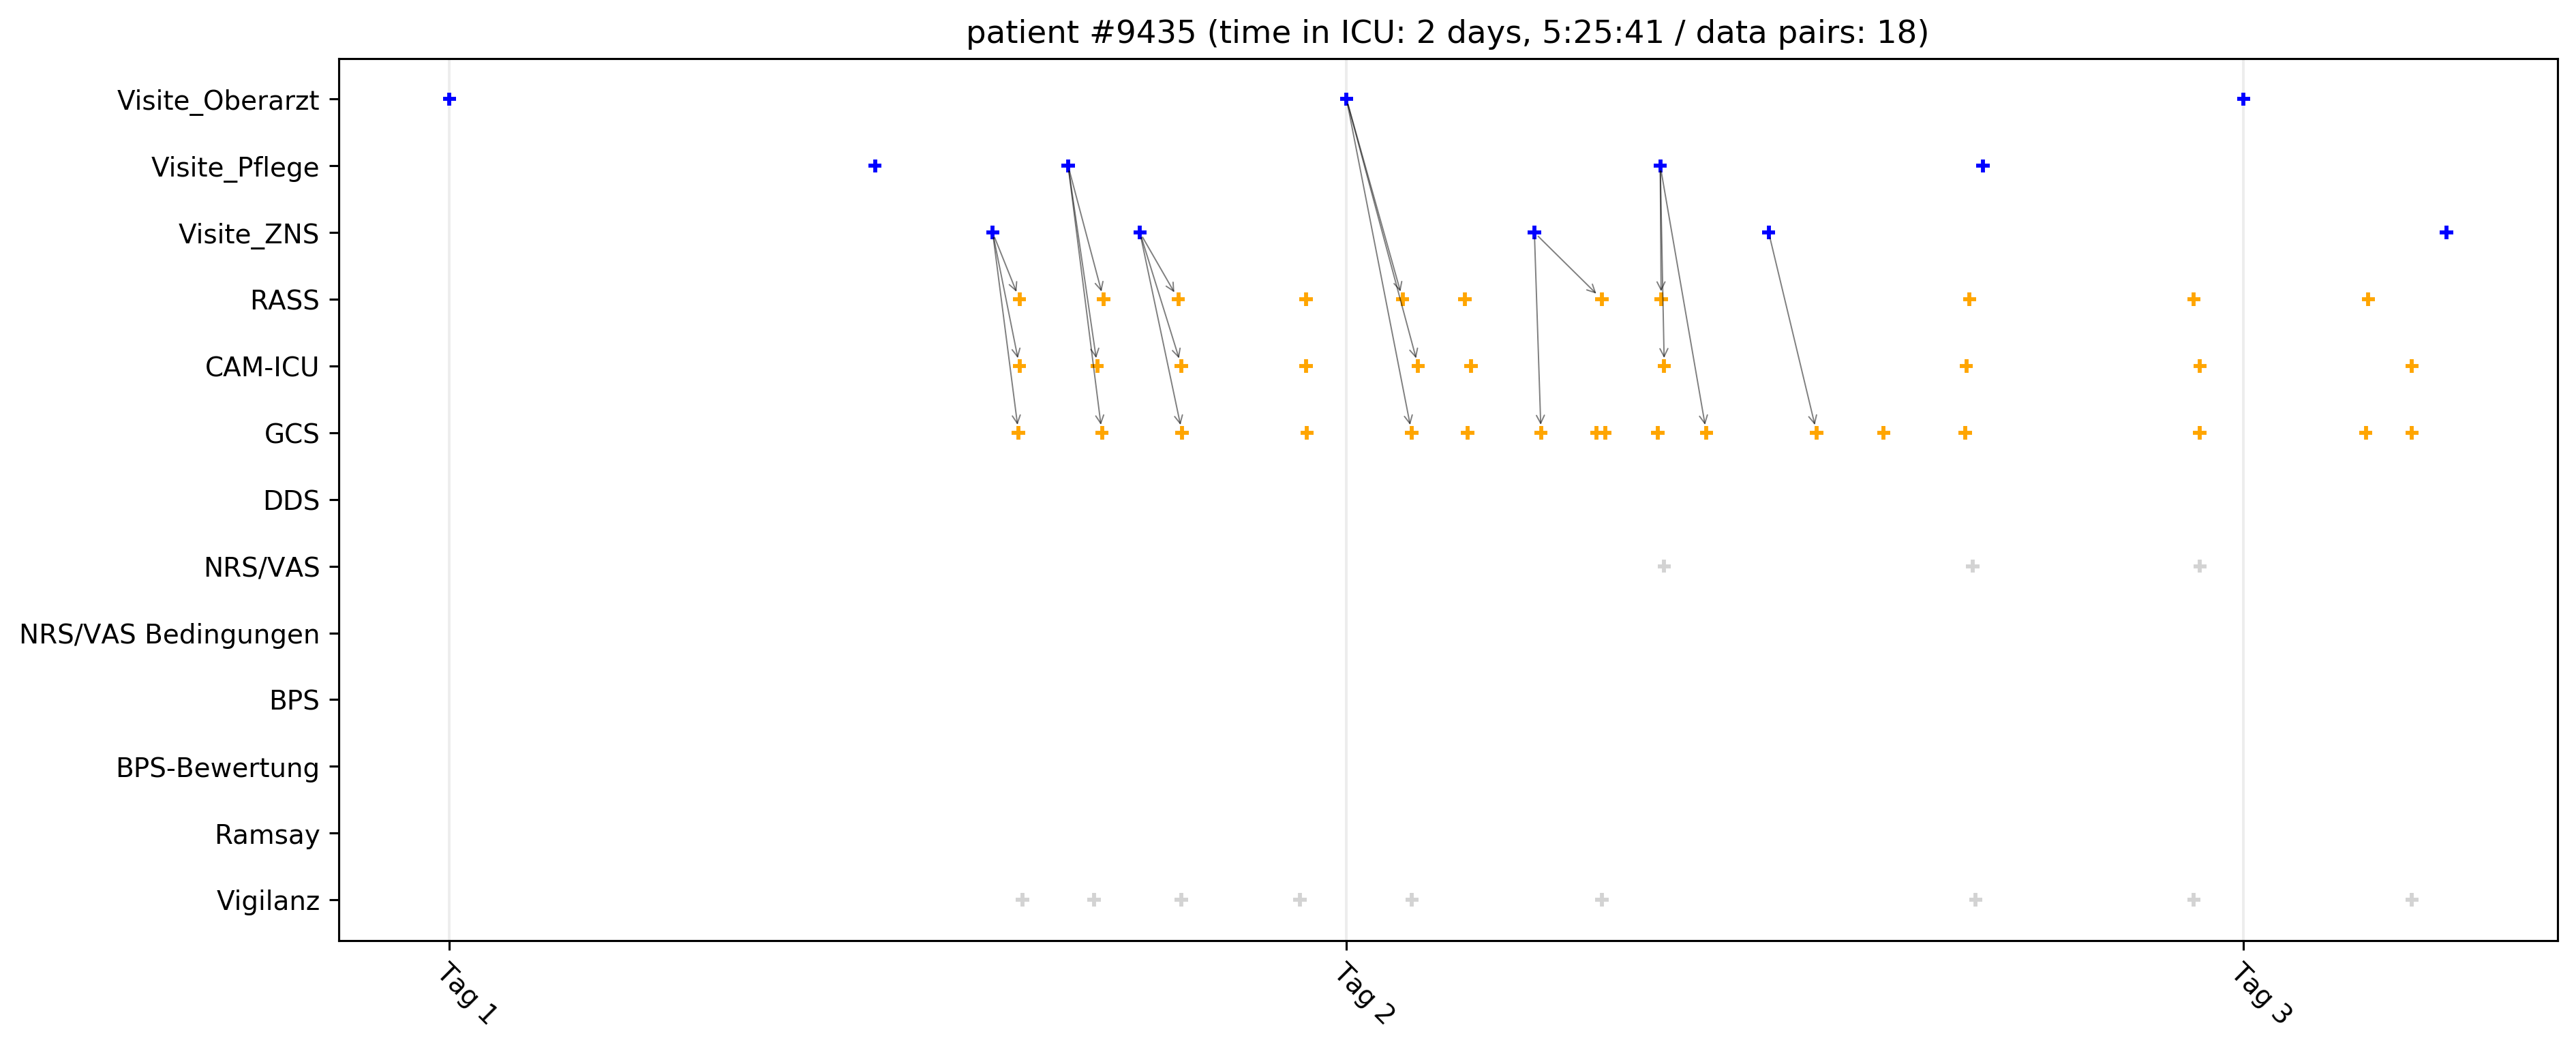 patient #9435 (time in ICU: 2 days, 5:25:41 / data pairs: 18)
Visite_Oberarzt
Visite_Pflege
Visite_ZNS
RASS
CAM-ICU
GCS
DDS
NRS/VAS
NRS/VAS Bedingungen
BPS
BPS-Bewertung
Ramsay
Vigilanz
Tag 1
Tag 2
Tag 3